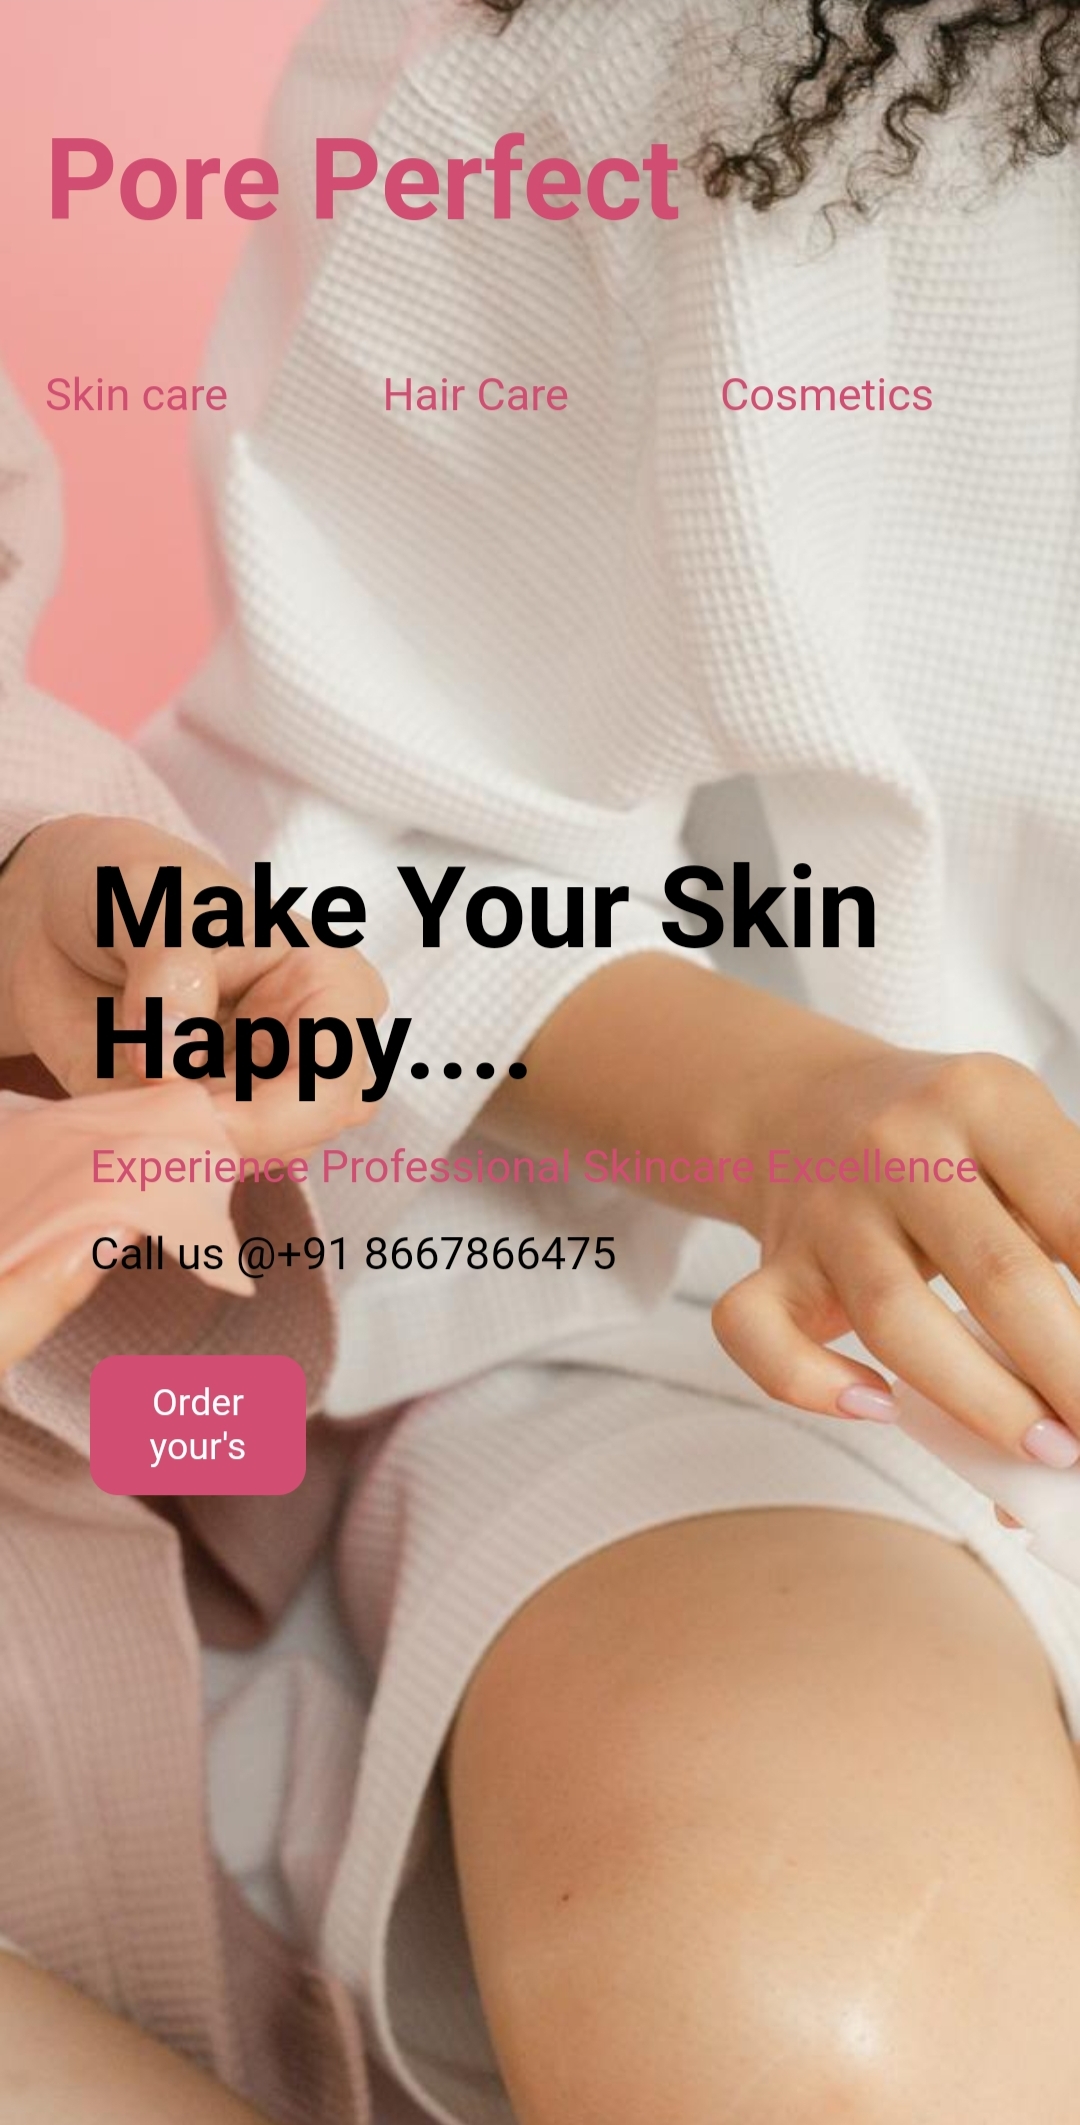 Pore Perfect
Skin care Hair Care Cosmetics
Make Your Skin
Happy....
Experience Professional Skincare Excellence
Call us @+91 8667866475
Order
your's